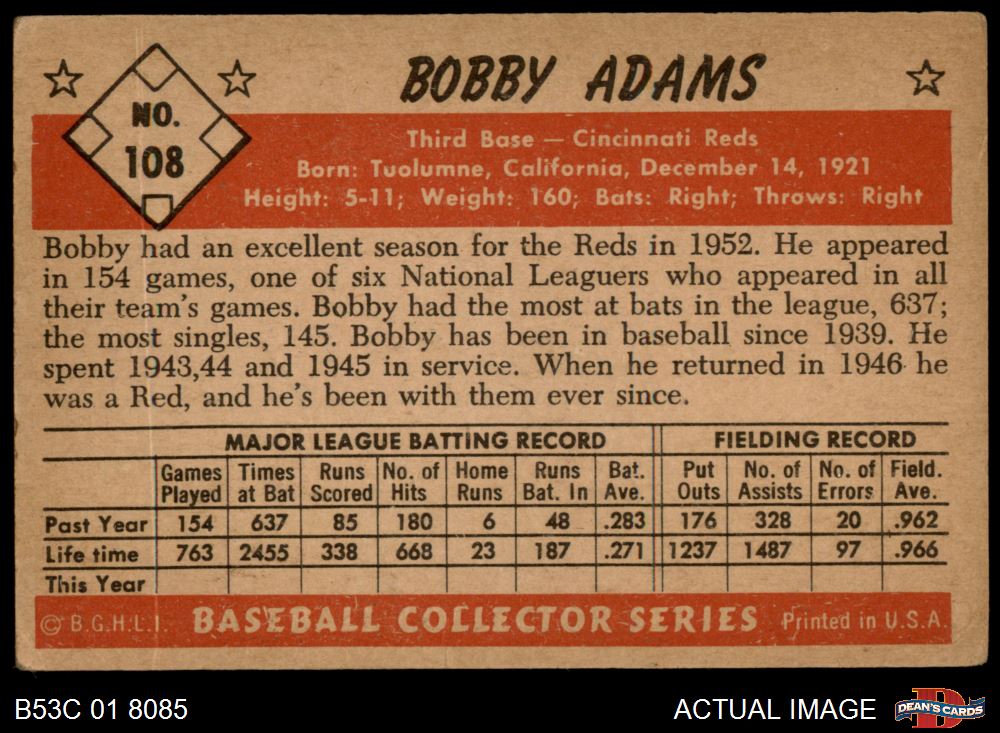 BOBBY ADAMS
NO.
108
Third Base — Cincinnati Reds
Born: Tuolumne, California, December 14, 1921
Height: 5-11; Weight: 160; Bats: Right; Throws: Right
Bobby had an excellent season for the Reds in 1952. He appeared
in 154 games, one of six National Leaguers who appeared in all
their team's games. Bobby had the most at bats in the league, 637;
the most singles, 145. Bobby has been in baseball since 1939. He
spent 1943,44 and 1945 in service. When he returned in 1946 he
was a Red, and he's been with them ever since.
MAJOR LEAGUE BATTING RECORD FIELDING RECORD
Games Times Runs No. of Home Runs Bat. Put No. of No. of Field.
Played at Bat Scored Hits Runs Bat. In Ave. Outs Assists Errors Ave.
Past Year 154 637 85 180 6 48 .283 176 328 20 .962
Life time 763 2455 338 668 23 187 .271 1237 1487 97 .966
This Year
© B.G.H.L.I. BASEBALL COLLECTOR SERIES Printed in U.S.A.
B53C 01 8085 ACTUAL IMAGE D DEAN'S CARDS